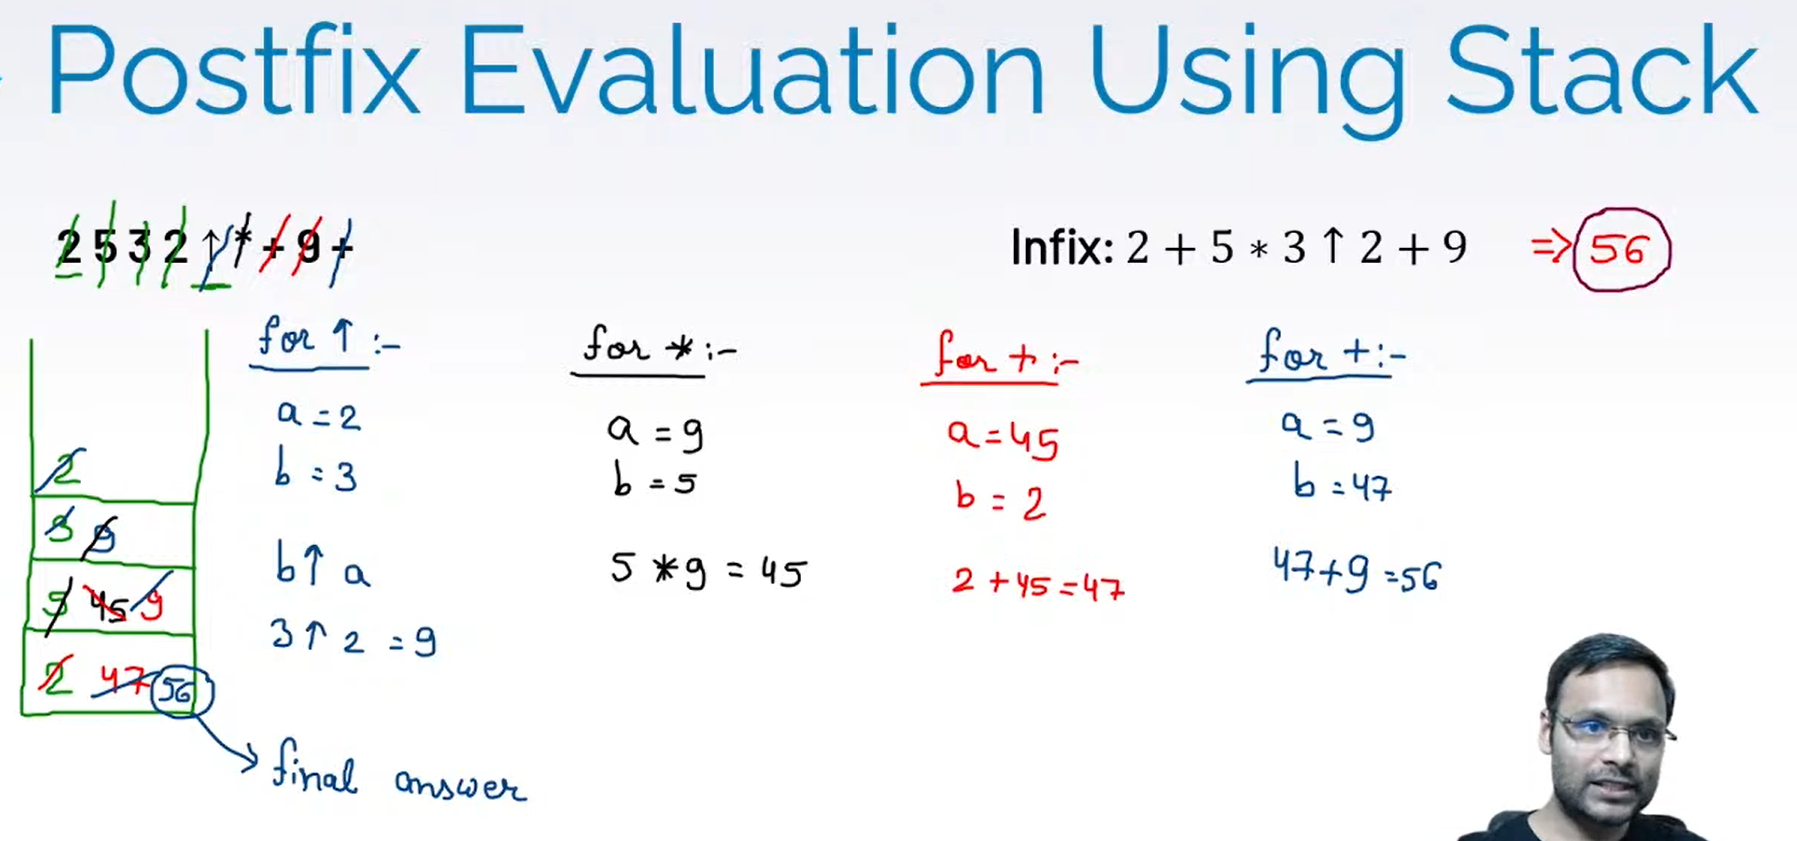 Postfix Evaluation Using Stack
2 5 3 2 ↑ * + 9 +
Infix: 2 + 5 ∗ 3 ↑ 2 + 9 => 56
for ↑ :-
a = 2
b = 3
b ↑ a
3 ↑ 2 = 9
for * :-
a = 9
b = 5
5 * 9 = 45
for + :-
a = 45
b = 2
2 + 45 = 47
for + :-
a = 9
b = 47
47 + 9 = 56
2
3 9
5 45 9
2 47 56
final answer